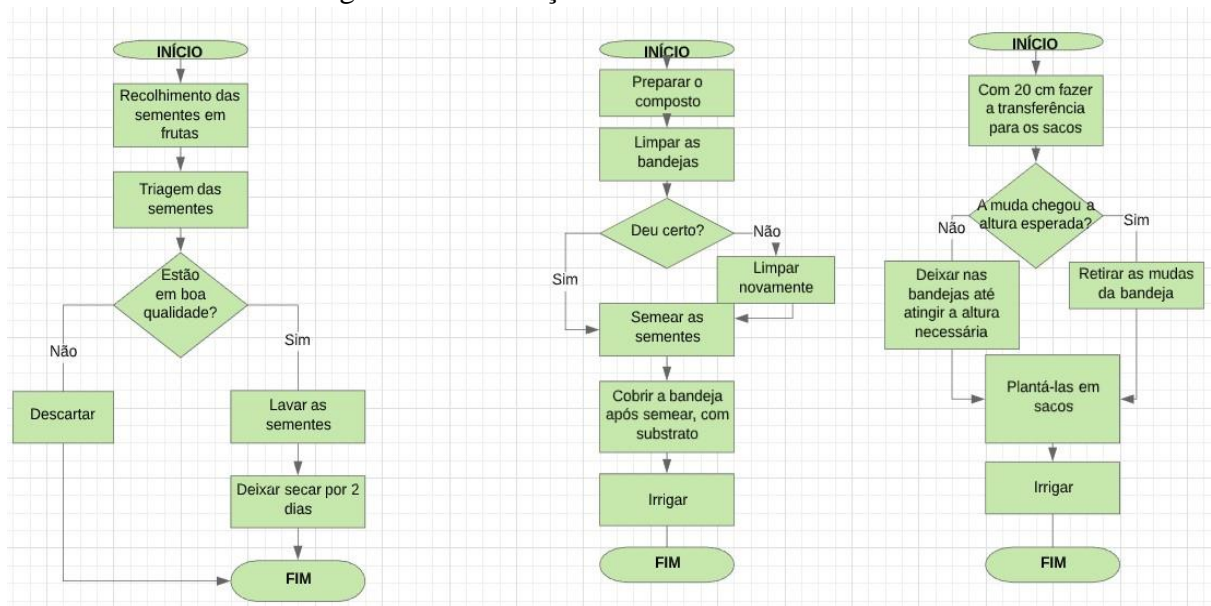 INÍCIO
Recolhimento das
sementes em
frutas
Triagem das
sementes
Estão
em boa
qualidade?
Não
Sim
Descartar
Lavar as
sementes
Deixar secar por 2
dias
FIM
INÍCIO
Preparar o
composto
Limpar as
bandejas
Deu certo?
Não
Sim
Limpar
novamente
Semear as
sementes
Cobrir a bandeja
após semear, com
substrato
Irrigar
FIM
INÍCIO
Com 20 cm fazer
a transferência
para os sacos
A muda chegou a
altura esperada?
Não
Sim
Deixar nas
bandejas até
atingir a altura
necessária
Retirar as mudas
da bandeja
Plantá-las em
sacos
Irrigar
FIM